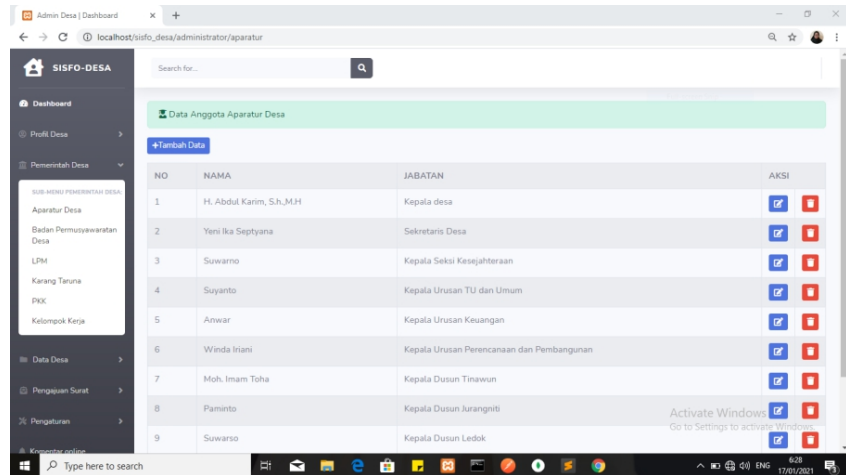 Admin Desa | Dashboard
localhost/sisfo_desa/administrator/aparatur
SISFO-DESA
Search for...
Dashboard
Profil Desa
Pemerintah Desa
SUB-MENU PEMERINTAH DESA:
Aparatur Desa
Badan Permusyawaratan
Desa
LPM
Karang Taruna
PKK
Kelompok Kerja
Data Desa
Pengajuan Surat
Pengaturan
Komentar online
Data Anggota Aparatur Desa
+Tambah Data
NO NAMA JABATAN AKSI
1 H. Abdul Karim, S.h.,M.H Kepala desa
2 Yeni Ika Septyana Sekretaris Desa
3 Suwarno Kepala Seksi Kesejahteraan
4 Suyanto Kepala Urusan TU dan Umum
5 Anwar Kepala Urusan Keuangan
6 Winda Iriani Kepala Urusan Perencanaan dan Pembangunan
7 Moh. Imam Toha Kepala Dusun Tinawun
8 Paminto Kepala Dusun Jurangniti
9 Suwarso Kepala Dusun Ledok
Activate Windows
Go to Settings to activate Windows.
Type here to search
ENG
6:28
17/01/2021